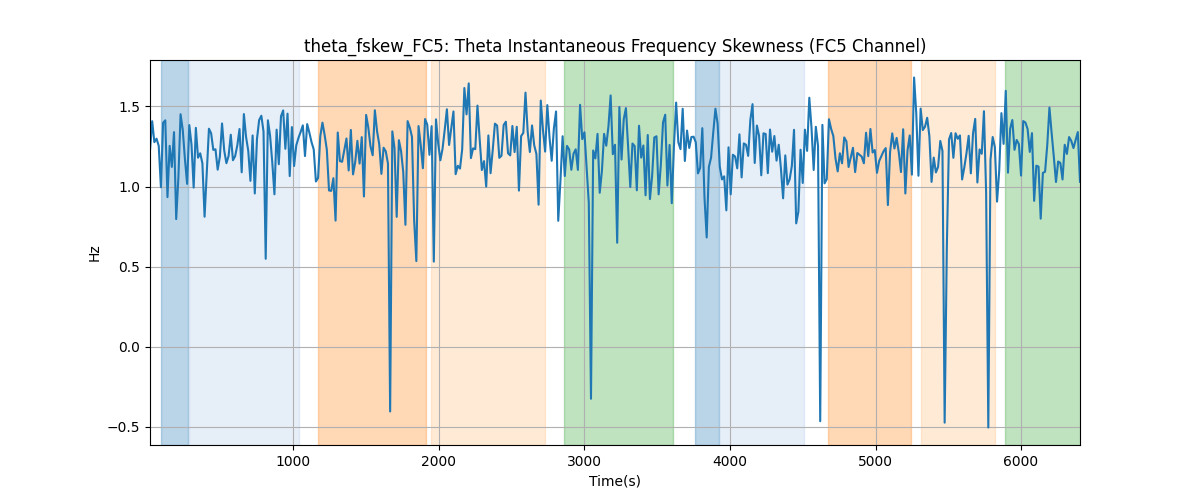 theta_fskew_FC5: Theta Instantaneous Frequency Skewness (FC5 Channel)
Hz
1.5
1.0
0.5
0.0
−0.5
1000 2000 3000 4000 5000 6000
Time(s)